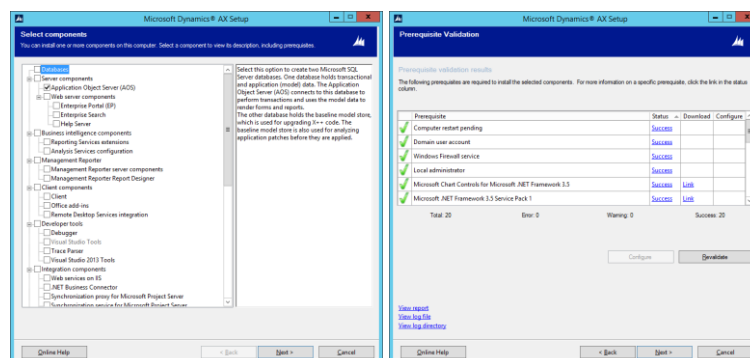 Microsoft Dynamics® AX Setup
Select components
You can install one or more components on this computer. Select a component to view its description, including prerequisites.
Databases
Server components
Application Object Server (AOS)
Web server components
Enterprise Portal (EP)
Enterprise Search
Help Server
Business intelligence components
Reporting Services extensions
Analysis Services configuration
Management Reporter
Management Reporter server components
Management Reporter Report Designer
Client components
Client
Office add-ins
Remote Desktop Services integration
Developer tools
Debugger
Visual Studio Tools
Trace Parser
Visual Studio 2013 Tools
Integration components
Web services on IIS
.NET Business Connector
Synchronization proxy for Microsoft Project Server
Synchronization service for Microsoft Project Server
Select this option to create two Microsoft SQL
Server databases. One database holds transactional
and application (model) data. The Application
Object Server (AOS) connects to this database to
perform transactions and uses the model data to
render forms and reports.
The other database holds the baseline model store,
which is used for upgrading X++ code. The
baseline model store is also used for analyzing
application patches before they are applied.
Online Help
< Back
Next >
Cancel
Microsoft Dynamics® AX Setup
Prerequisite Validation
Prerequisite validation results
The following prerequisites are required to install the selected components. For more information on a specific prerequisite, click the link in the status
column.
Prerequisite Status Download Configure
Computer restart pending Success
Domain user account Success
Windows Firewall service Success
Local administrator Success
Microsoft Chart Controls for Microsoft .NET Framework 3.5 Success Link
Microsoft .NET Framework 3.5 Service Pack 1 Success Link
Total: 20 Error: 0 Warning: 0 Success: 20
Configure
Revalidate
View report
View log file
View log directory
Online Help
< Back
Next >
Cancel